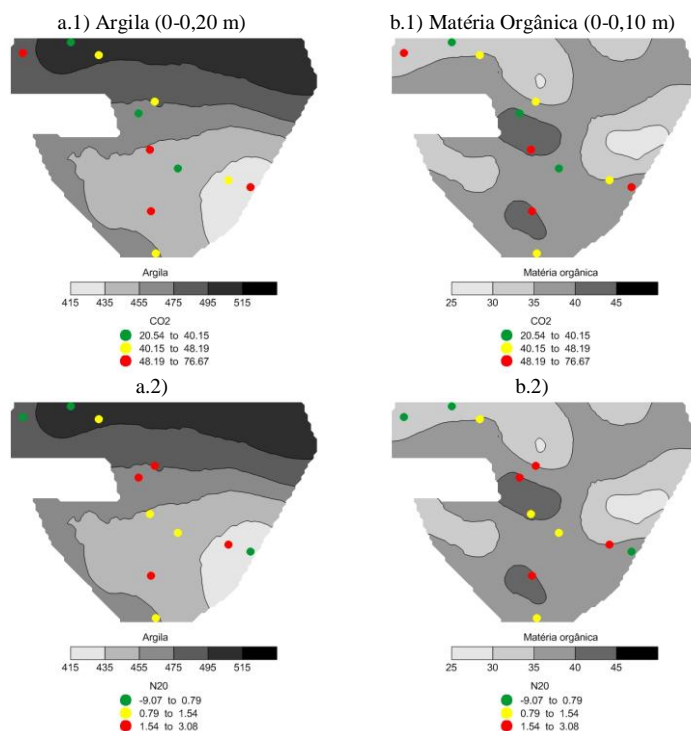 a.1) Argila (0-0,20 m)
b.1) Matéria Orgânica (0-0,10 m)
Argila
415 435 455 475 495 515
CO2
20.54 to 40.15
40.15 to 48.19
48.19 to 76.67
Matéria orgânica
25 30 35 40 45
CO2
20.54 to 40.15
40.15 to 48.19
48.19 to 76.67
a.2)
b.2)
Argila
415 435 455 475 495 515
N20
-9.07 to 0.79
0.79 to 1.54
1.54 to 3.08
Matéria orgânica
25 30 35 40 45
N20
-9.07 to 0.79
0.79 to 1.54
1.54 to 3.08